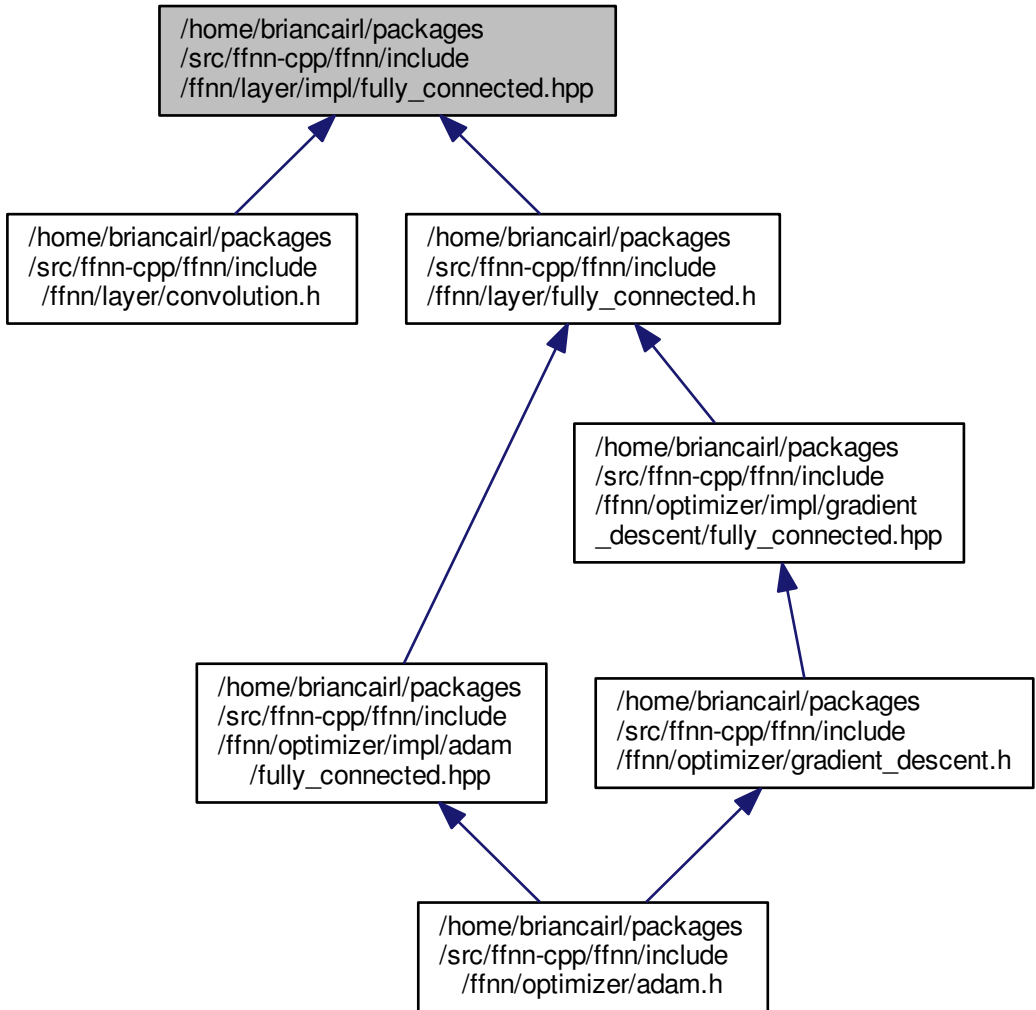 /home/briancairl/packages
/src/ffnn-cpp/ffnn/include
/ffnn/layer/impl/fully_connected.hpp
/home/briancairl/packages
/src/ffnn-cpp/ffnn/include
/ffnn/layer/convolution.h
/home/briancairl/packages
/src/ffnn-cpp/ffnn/include
/ffnn/layer/fully_connected.h
/home/briancairl/packages
/src/ffnn-cpp/ffnn/include
/ffnn/optimizer/impl/gradient
_descent/fully_connected.hpp
/home/briancairl/packages
/src/ffnn-cpp/ffnn/include
/ffnn/optimizer/impl/adam
/fully_connected.hpp
/home/briancairl/packages
/src/ffnn-cpp/ffnn/include
/ffnn/optimizer/gradient_descent.h
/home/briancairl/packages
/src/ffnn-cpp/ffnn/include
/ffnn/optimizer/adam.h